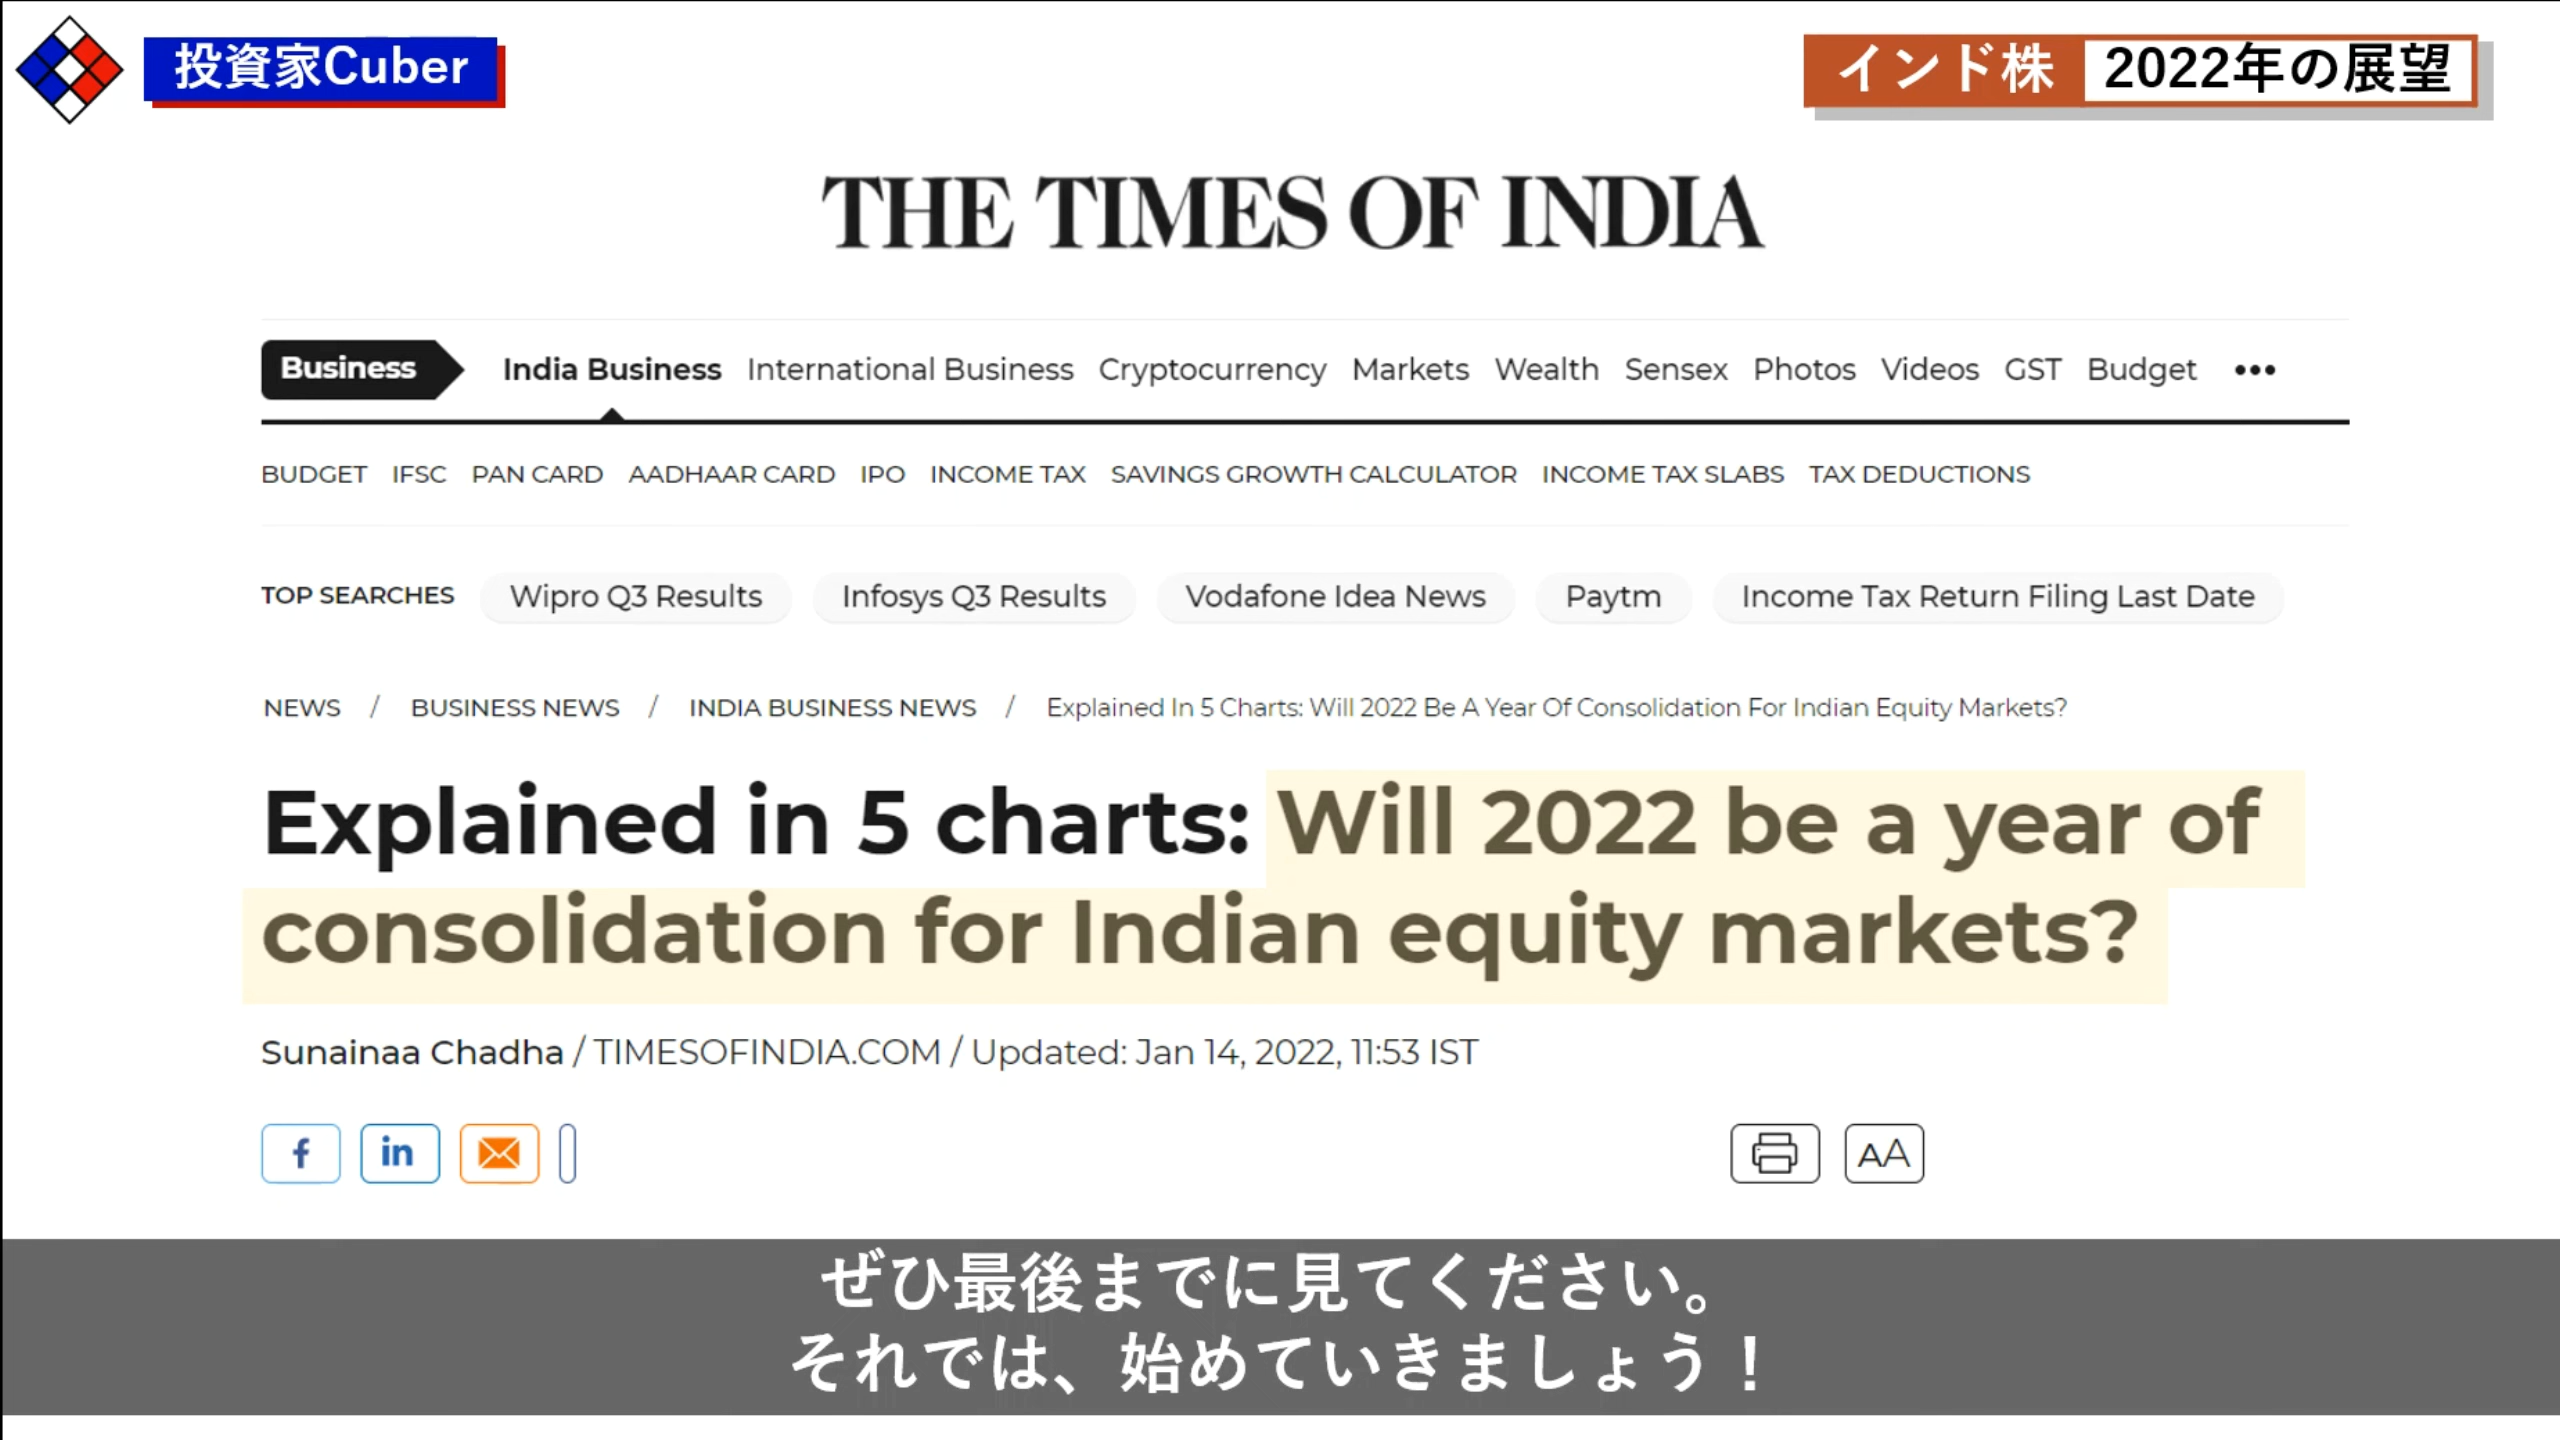 投資家Cuber
インド株 2022年の展望
THE TIMES OF INDIA
Business India Business International Business Cryptocurrency Markets Wealth Sensex Photos Videos GST Budget •••
BUDGET IFSC PAN CARD AADHAAR CARD IPO INCOME TAX SAVINGS GROWTH CALCULATOR INCOME TAX SLABS TAX DEDUCTIONS
TOP SEARCHES Wipro Q3 Results Infosys Q3 Results Vodafone Idea News Paytm Income Tax Return Filing Last Date
NEWS / BUSINESS NEWS / INDIA BUSINESS NEWS / Explained In 5 Charts: Will 2022 Be A Year Of Consolidation For Indian Equity Markets?
Explained in 5 charts: Will 2022 be a year of
consolidation for Indian equity markets?
Sunainaa Chadha / TIMESOFINDIA.COM / Updated: Jan 14, 2022, 11:53 IST
f in AA
ぜひ最後までに見てください。
それでは、始めていきましょう！